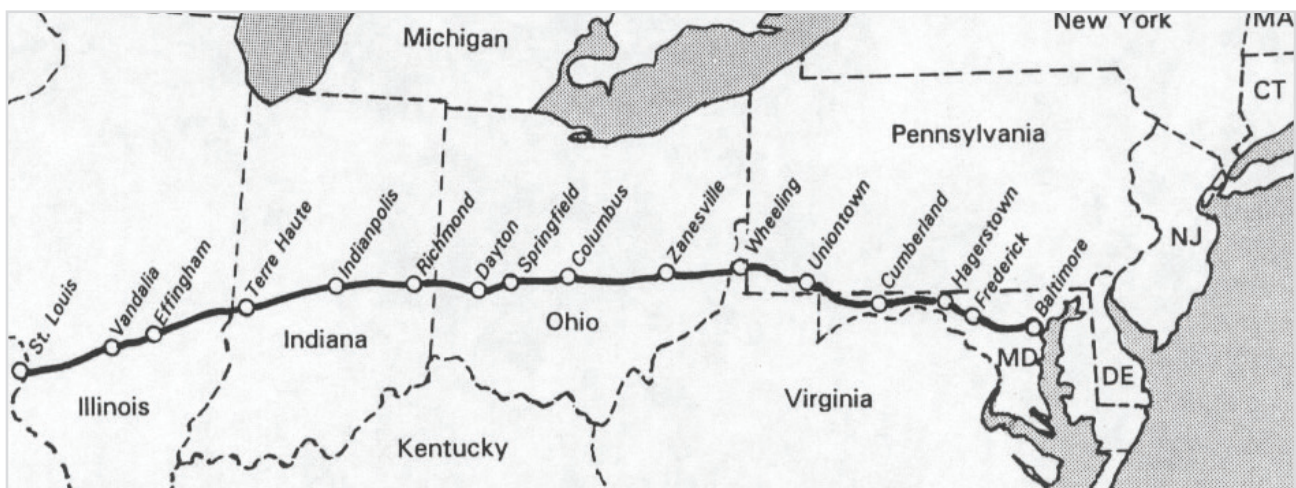 New York
MA
Michigan
CT
Pennsylvania
NJ
St. Louis
Vandalia
Effingham
Terre Haute
Indianpolis
Richmond
Dayton
Springfield
Columbus
Zanesville
Wheeling
Uniontown
Cumberland
Hagerstown
Frederick
Baltimore
Indiana
Ohio
MD
DE
Illinois
Virginia
Kentucky